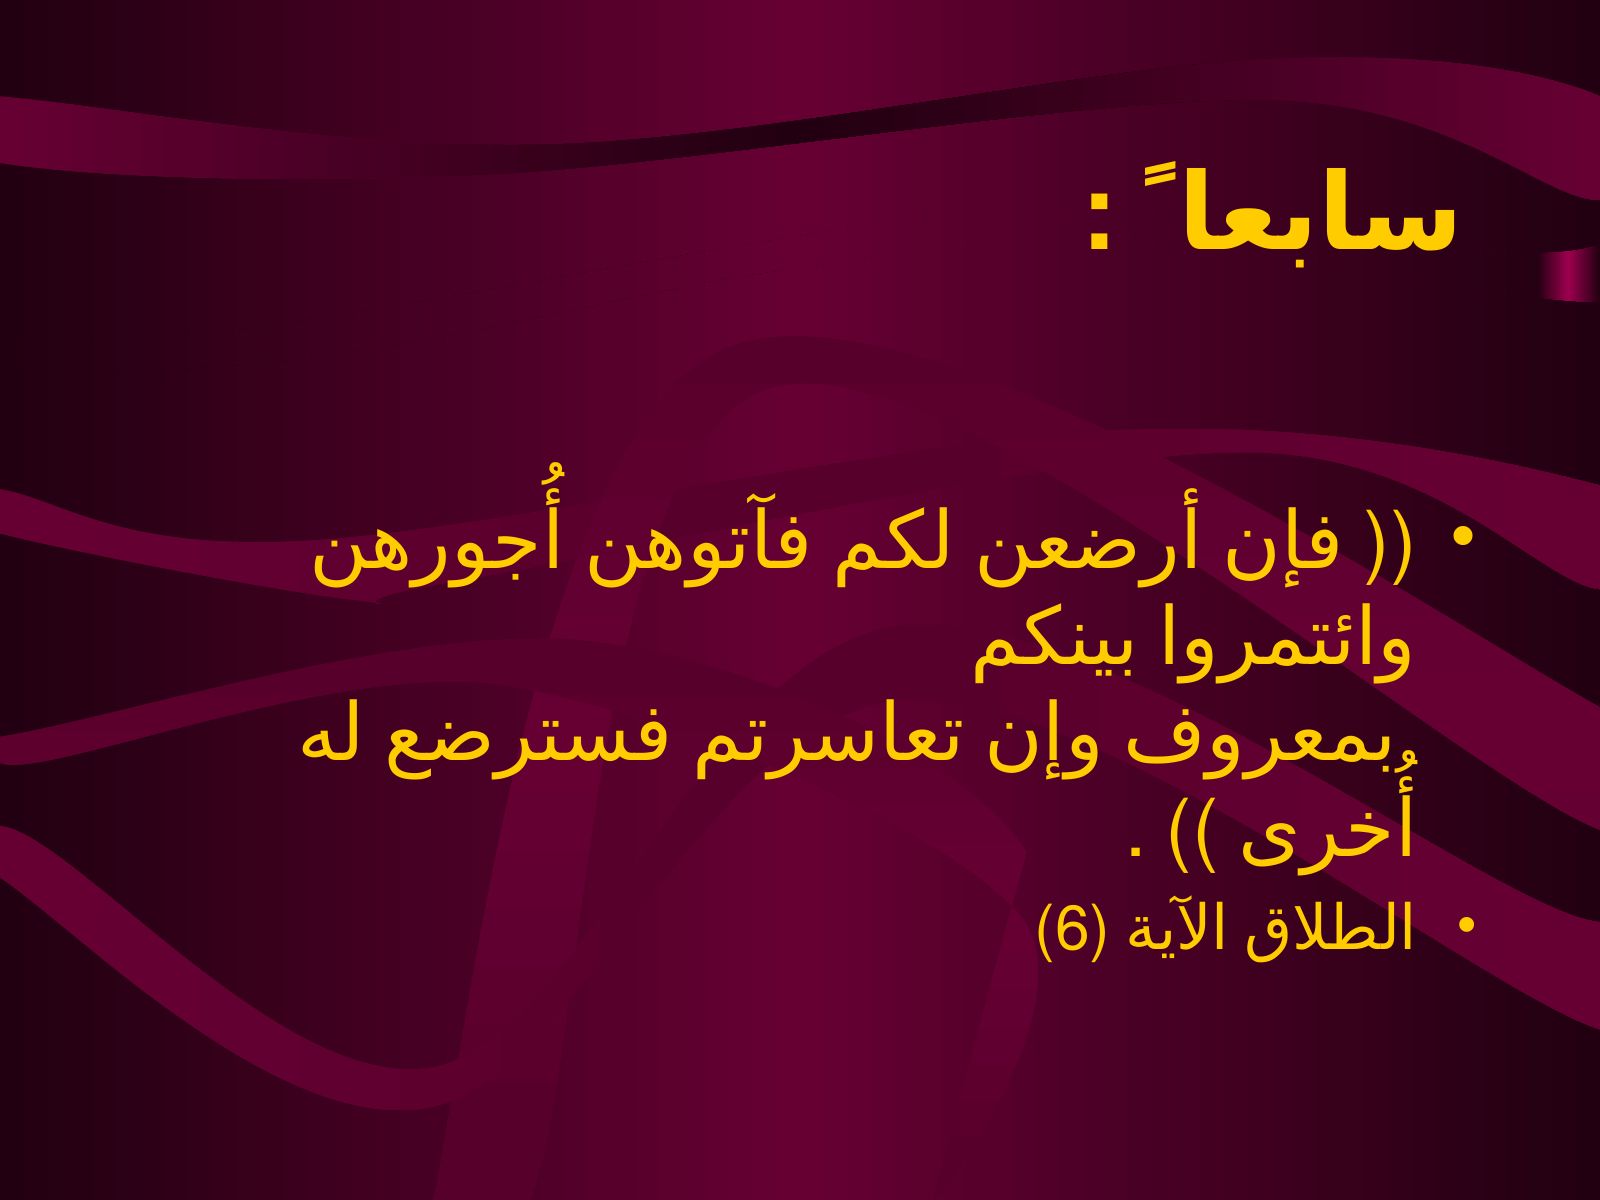 سابعا ً :
• (( فإن أرضعن لكم فآتوهن أُجورهن
وائتمروا بينكم
بمعروف وإن تعاسرتم فسترضع له
أُخرى )) .
• الطلاق الآية (6)